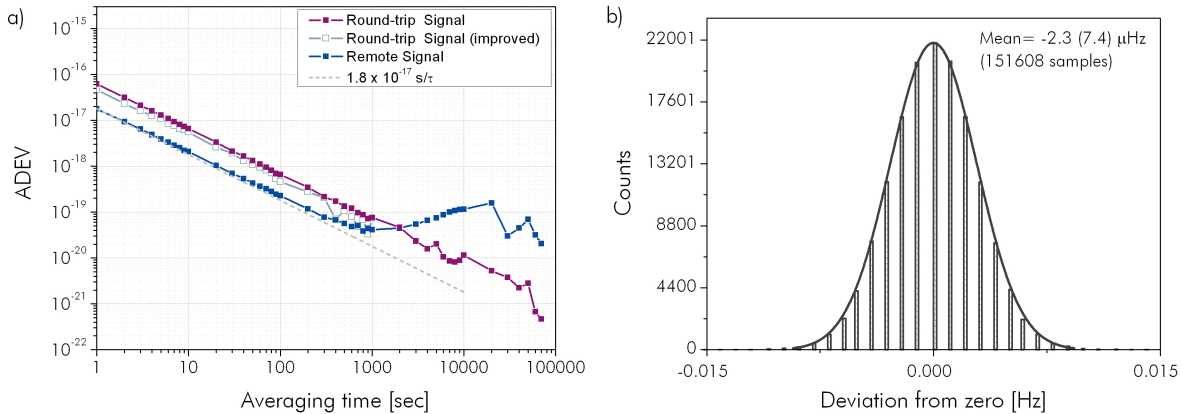 a)
Round-trip Signal
Round-trip Signal (improved)
Remote Signal
1.8 x 10⁻¹⁷ s/τ
ADEV
10⁻¹⁵
10⁻¹⁶
10⁻¹⁷
10⁻¹⁸
10⁻¹⁹
10⁻²⁰
10⁻²¹
10⁻²²
1 10 100 1000 10000 100000
Averaging time [sec]
b)
Mean= -2.3 (7.4) µHz
(151608 samples)
Counts
22001
17601
13201
8800
4400
0
-0.015 0.000 0.015
Deviation from zero [Hz]